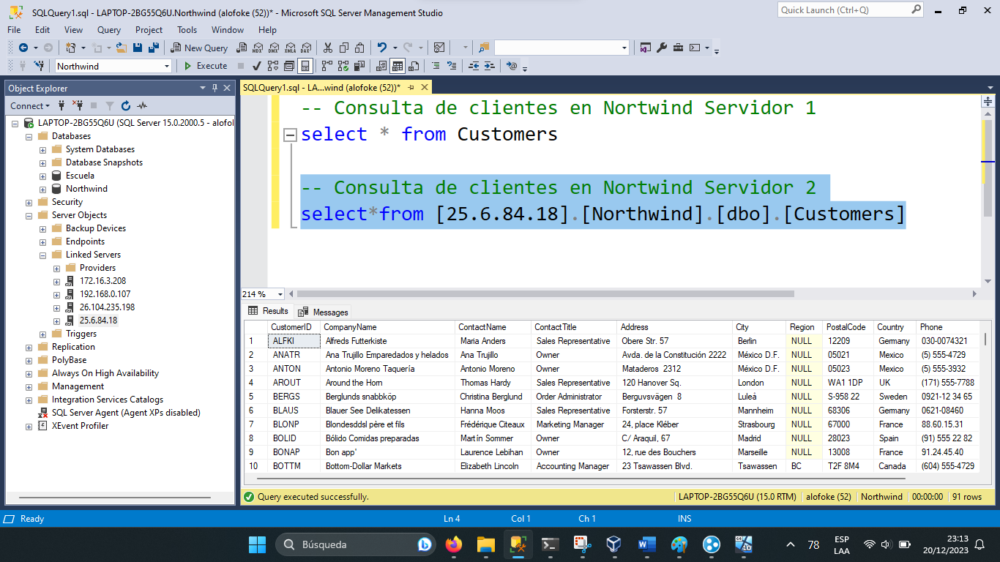 SQLQuery1.sql - LAPTOP-2BG55Q6U.Northwind (alofoke (52))* - Microsoft SQL Server Management Studio
Quick Launch (Ctrl+Q)
File Edit View Query Project Tools Window Help
New Query MDX DMX XMLA DAX
Northwind Execute
Object Explorer
SQLQuery1.sql - LA...wind (alofoke (52))*
Connect
LAPTOP-2BG55Q6U (SQL Server 15.0.2000.5 - alofol
Databases
System Databases
Database Snapshots
Escuela
Northwind
Security
Server Objects
Backup Devices
Endpoints
Linked Servers
Providers
172.16.3.208
192.168.0.107
26.104.235.198
25.6.84.18
Triggers
Replication
PolyBase
Always On High Availability
Management
Integration Services Catalogs
SQL Server Agent (Agent XPs disabled)
XEvent Profiler
-- Consulta de clientes en Nortwind Servidor 1
select * from Customers
-- Consulta de clientes en Nortwind Servidor 2
select*from [25.6.84.18].[Northwind].[dbo].[Customers]
214 %
Results Messages
CustomerID CompanyName ContactName ContactTitle Address City Region PostalCode Country Phone
1 ALFKI Alfreds Futterkiste Maria Anders Sales Representative Obere Str. 57 Berlin NULL 12209 Germany 030-0074321
2 ANATR Ana Trujillo Emparedados y helados Ana Trujillo Owner Avda. de la Constitución 2222 México D.F. NULL 05021 Mexico (5) 555-4729
3 ANTON Antonio Moreno Taquería Antonio Moreno Owner Mataderos 2312 México D.F. NULL 05023 Mexico (5) 555-3932
4 AROUT Around the Horn Thomas Hardy Sales Representative 120 Hanover Sq. London NULL WA1 1DP UK (171) 555-7788
5 BERGS Berglunds snabbköp Christina Berglund Order Administrator Berguvsvägen 8 Luleå NULL S-958 22 Sweden 0921-12 34 65
6 BLAUS Blauer See Delikatessen Hanna Moos Sales Representative Forsterstr. 57 Mannheim NULL 68306 Germany 0621-08460
7 BLONP Blondesddsl père et fils Frédérique Citeaux Marketing Manager 24, place Kléber Strasbourg NULL 67000 France 88.60.15.31
8 BOLID Bólido Comidas preparadas Martín Sommer Owner C/ Araquil, 67 Madrid NULL 28023 Spain (91) 555 22 82
9 BONAP Bon app' Laurence Lebihan Owner 12, rue des Bouchers Marseille NULL 13008 France 91.24.45.40
10 BOTTM Bottom-Dollar Markets Elizabeth Lincoln Accounting Manager 23 Tsawassen Blvd. Tsawassen BC T2F 8M4 Canada (604) 555-4729
Query executed successfully. LAPTOP-2BG55Q6U (15.0 RTM) alofoke (52) Northwind 00:00:00 91 rows
Ready Ln 4 Col 1 Ch 1 INS
Búsqueda
78
ESP
LAA
23:13
20/12/2023